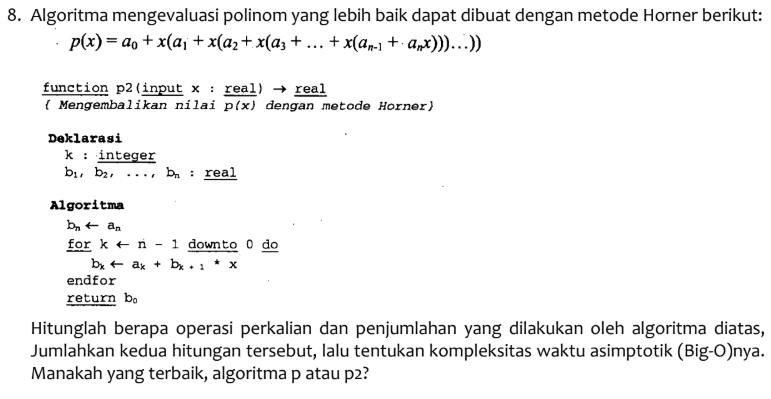 8. Algoritma mengevaluasi polinom yang lebih baik dapat dibuat dengan metode Horner berikut:
p(x) = a₀ + x(a₁ + x(a₂ + x(a₃ + ... + x(aₙ₋₁ + aₙx)))...))
function p2(input x : real) → real
{ Mengembalikan nilai p(x) dengan metode Horner}
Deklarasi
k : integer
b₁, b₂, ..., bₙ : real
Algoritma
bₙ ← aₙ
for k ← n - 1 downto 0 do
bₖ ← aₖ + bₖ₊₁ * x
endfor
return b₀
Hitunglah berapa operasi perkalian dan penjumlahan yang dilakukan oleh algoritma diatas,
Jumlahkan kedua hitungan tersebut, lalu tentukan kompleksitas waktu asimptotik (Big-O)nya.
Manakah yang terbaik, algoritma p atau p2?